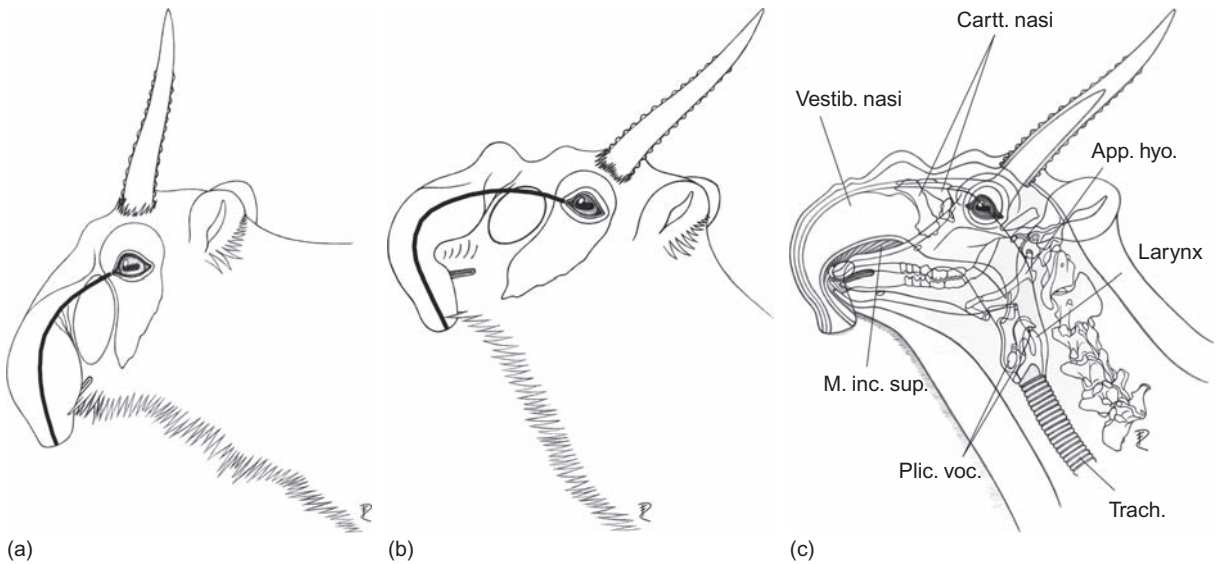 Cartt. nasi
Vestib. nasi
App. hyo.
Larynx
M. inc. sup.
Plic. voc.
Trach.
(a)
(b)
(c)